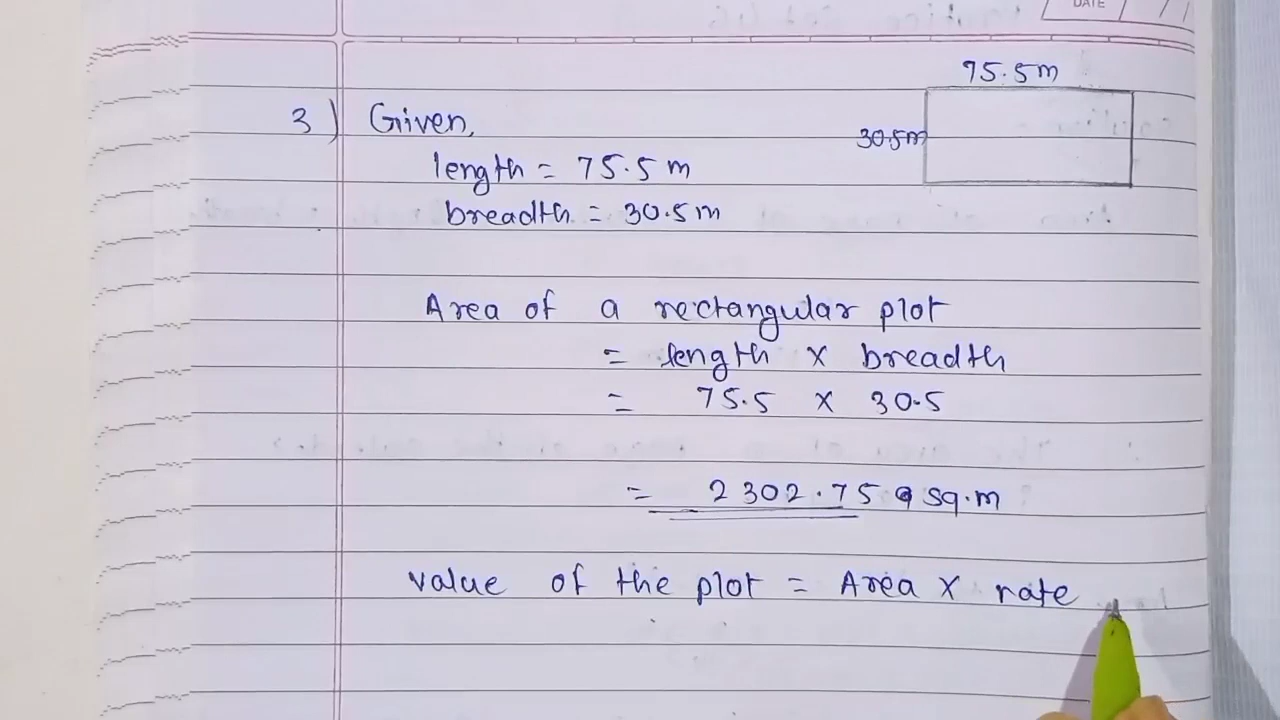 DATE
75.5m
3) Given,
30.5m
length = 75.5 m
breadth = 30.5 m
Area of a rectangular plot
= length x breadth
= 75.5 x 30.5
= 2302.75 sq.m
value of the plot = Area x rate